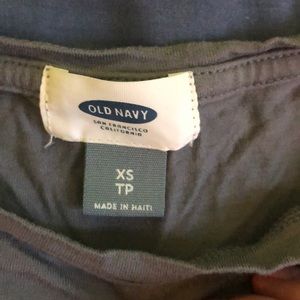 OLD NAVY
SAN FRANCISCO
CALIFORNIA
XS
TP
MADE IN HAITI